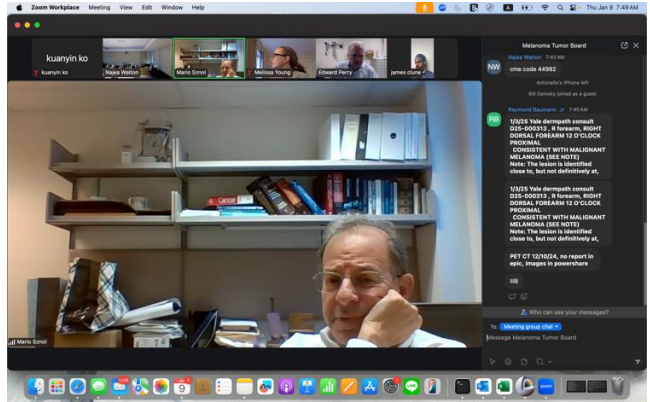 Zoom Workplace Meeting View Edit Window Help
Thu Jan 9 7:49 AM
kuanyin ko
kuanyin ko
Najea Walton
Mario Sznol
Melissa Young
Edward Perry
james clune
Mario Sznol
Melanoma Tumor Board
Najea Walton 7:42 AM
NW
cme code 44982
Antonella's iPhone left
Bill Damsky joined as a guest
Raymond Baumann 7:45 AM
RB
1/3/25 Yale dermpath consult
D25-000313 , R forearm, RIGHT
DORSAL FOREARM 12 O'CLOCK
PROXIMAL
CONSISTENT WITH MALIGNANT
MELANOMA (SEE NOTE)
Note: The lesion is identified
close to, but not definitively at,
1/3/25 Yale dermpath consult
D25-000313 , R forearm, RIGHT
DORSAL FOREARM 12 O'CLOCK
PROXIMAL
CONSISTENT WITH MALIGNANT
MELANOMA (SEE NOTE)
Note: The lesion is identified
close to, but not definitively at,
PET CT 12/10/24, no report in
epic, images in powershare
RB
Who can see your messages?
To: Meeting group chat
Message Melanoma Tumor Board
Cancer
9
zoom